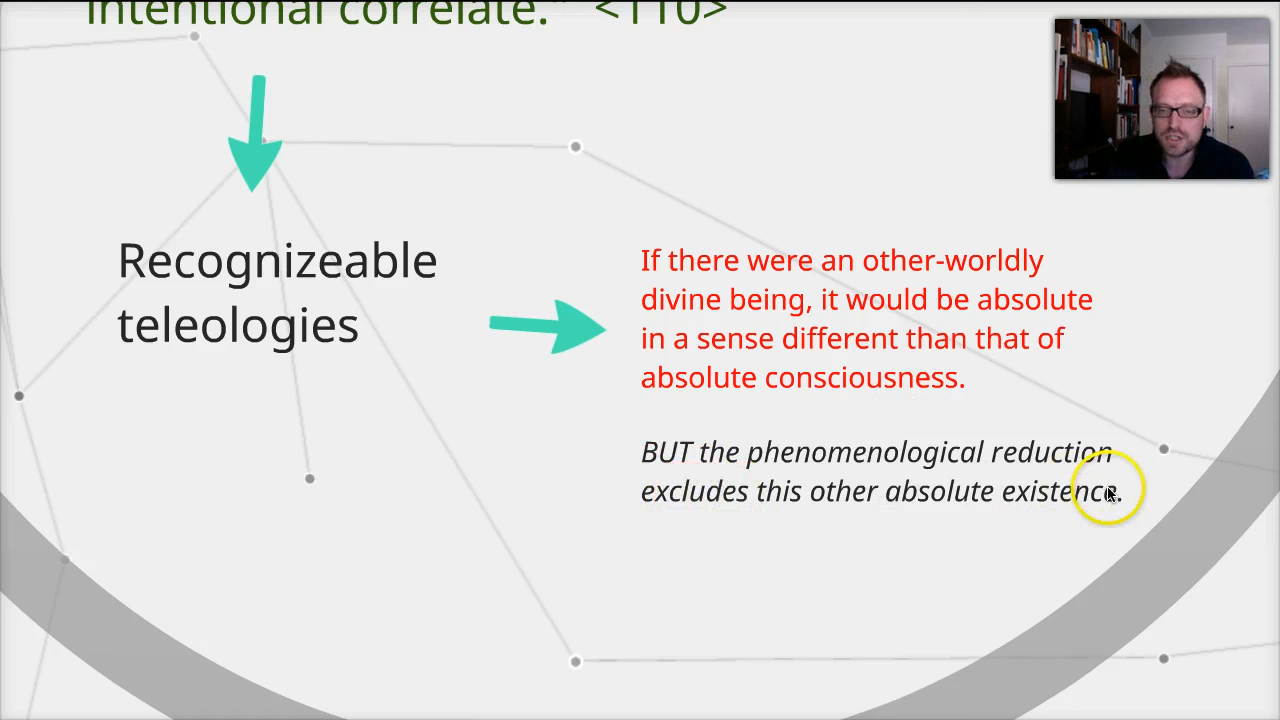 intentional correlate." <110>
Recognizeable
teleologies
If there were an other-worldly
divine being, it would be absolute
in a sense different than that of
absolute consciousness.
BUT the phenomenological reduction
excludes this other absolute existence.